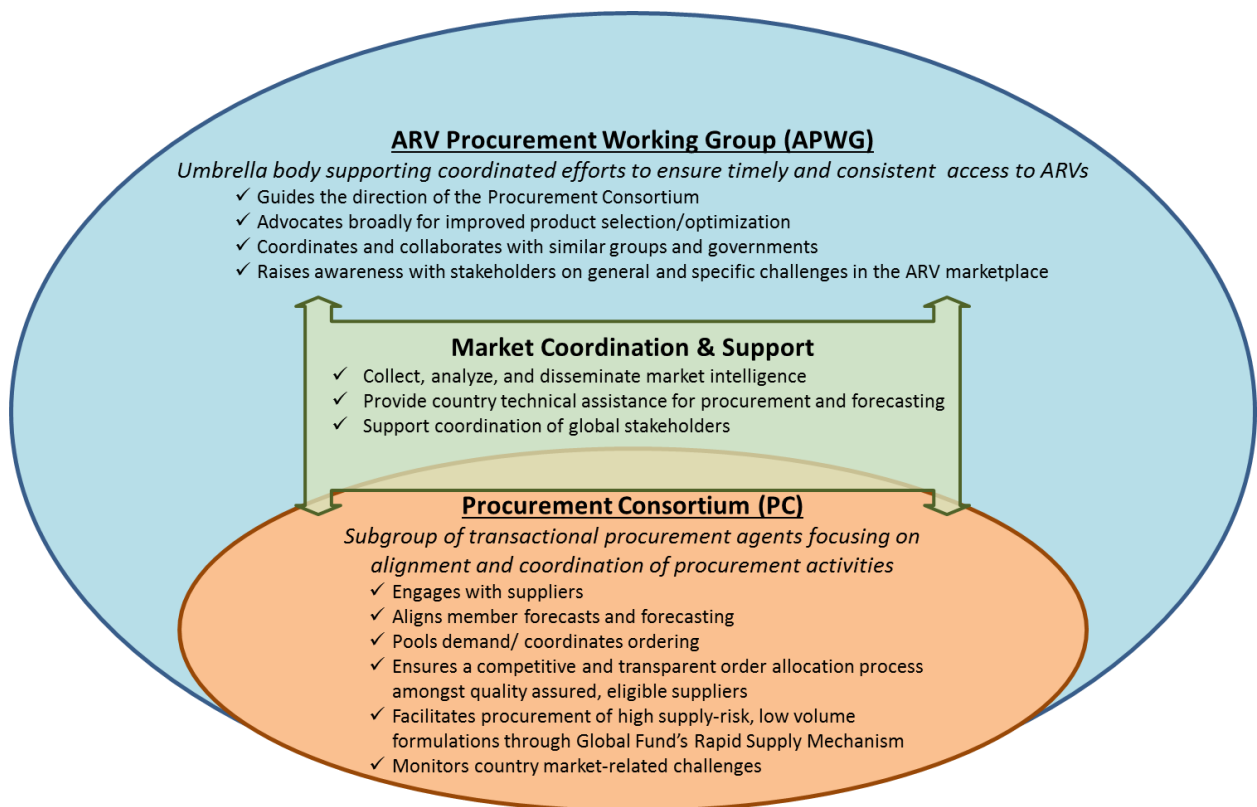 ARV Procurement Working Group (APWG)
Umbrella body supporting coordinated efforts to ensure timely and consistent access to ARVs
✓ Guides the direction of the Procurement Consortium
✓ Advocates broadly for improved product selection/optimization
✓ Coordinates and collaborates with similar groups and governments
✓ Raises awareness with stakeholders on general and specific challenges in the ARV marketplace
Market Coordination & Support
✓ Collect, analyze, and disseminate market intelligence
✓ Provide country technical assistance for procurement and forecasting
✓ Support coordination of global stakeholders
Procurement Consortium (PC)
Subgroup of transactional procurement agents focusing on
alignment and coordination of procurement activities
✓ Engages with suppliers
✓ Aligns member forecasts and forecasting
✓ Pools demand/ coordinates ordering
✓ Ensures a competitive and transparent order allocation process
amongst quality assured, eligible suppliers
✓ Facilitates procurement of high supply-risk, low volume
formulations through Global Fund's Rapid Supply Mechanism
✓ Monitors country market-related challenges